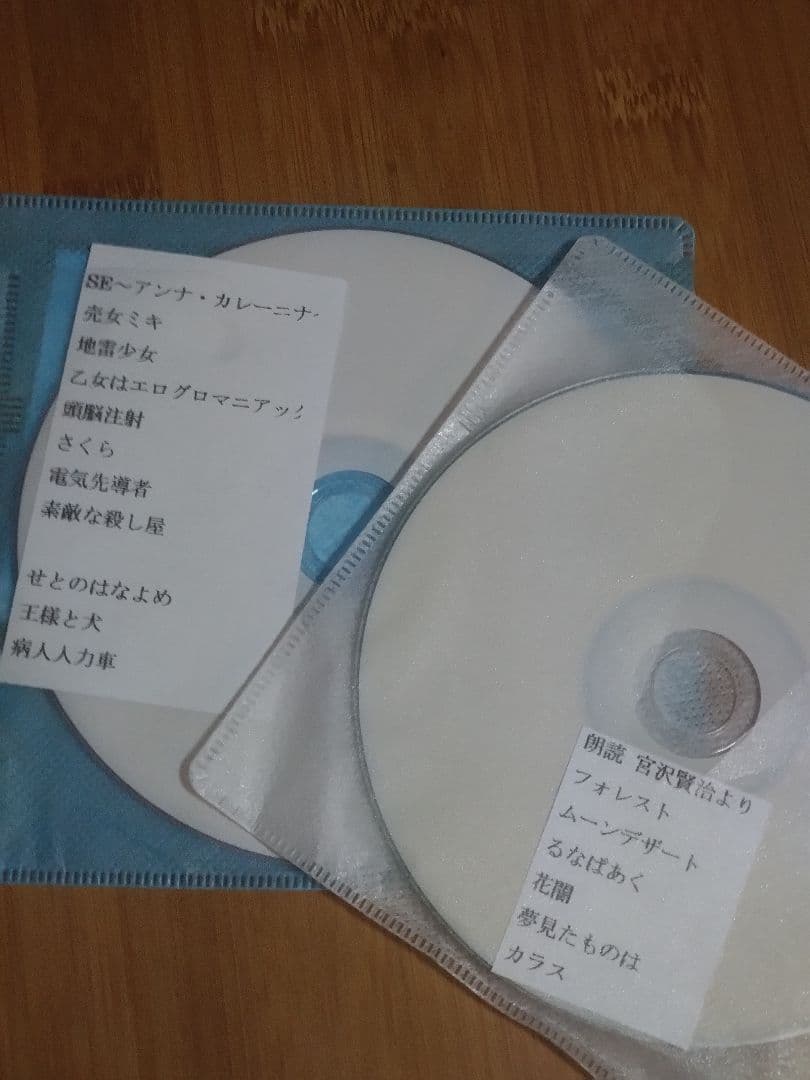 SE～アンナ・カレーニナ
売女ミキ
地雷少女
乙女はエログロマニアック
頭脳注射
さくら
電気先導者
素敵な殺し屋
せとのはなよめ
王様と犬
病人人力車
朗読 宮沢賢治より
フォレスト
ムーンデザート
るなぱあく
花闇
夢見たものは
カラス